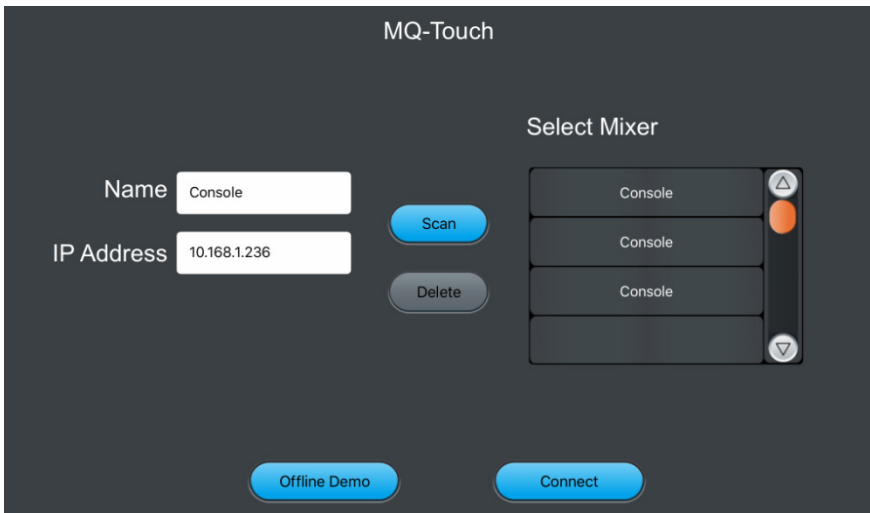 MQ-Touch
Select Mixer
Name
Console
IP Address
10.168.1.236
Scan
Delete
Console
Console
Console
Offline Demo
Connect